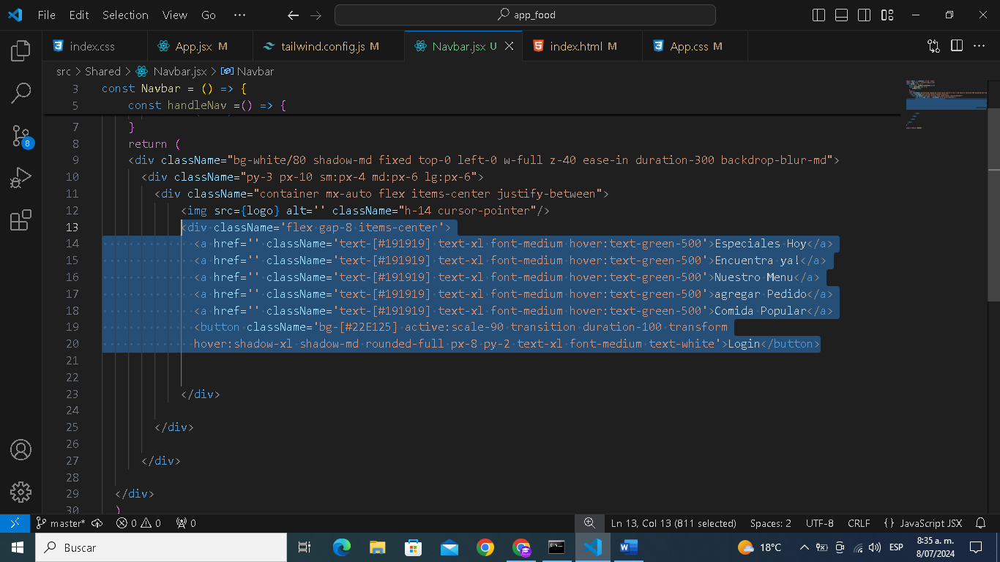 File Edit Selection View Go ··· app_food
index.css App.jsx M tailwind.config.js M Navbar.jsx U index.html M App.css M
src > Shared > Navbar.jsx > Navbar
3 const Navbar = () => {
5 const handleNav =() => {
7 }
8 return (
9 <div className="bg-white/80 shadow-md fixed top-0 left-0 w-full z-40 ease-in duration-300 backdrop-blur-md">
10 <div className="py-3 px-10 sm:px-4 md:px-6 lg:px-6">
11 <div className="container mx-auto flex items-center justify-between">
12 <img src={logo} alt='' className="h-14 cursor-pointer"/>
13 <div className='flex gap-8 items-center'>
14 <a href='' className='text-[#191919] text-xl font-medium hover:text-green-500'>Especiales Hoy</a>
15 <a href='' className='text-[#191919] text-xl font-medium hover:text-green-500'>Encuentra ya!</a>
16 <a href='' className='text-[#191919] text-xl font-medium hover:text-green-500'>Nuestro Menu</a>
17 <a href='' className='text-[#191919] text-xl font-medium hover:text-green-500'>agregar Pedido</a>
18 <a href='' className='text-[#191919] text-xl font-medium hover:text-green-500'>Comida Popular</a>
19 <button className='bg-[#22E125] active:scale-90 transition duration-100 transform
20 hover:shadow-xl shadow-md rounded-full px-8 py-2 text-xl font-medium text-white'>Login</button>
21
22
23 </div>
24
25 </div>
26
27 </div>
28
29 </div>
30 )
8
master* 0 0 0 Ln 13, Col 13 (811 selected) Spaces: 2 UTF-8 CRLF {} JavaScript JSX
Buscar 18°C ESP 8:35 a. m.
8/07/2024